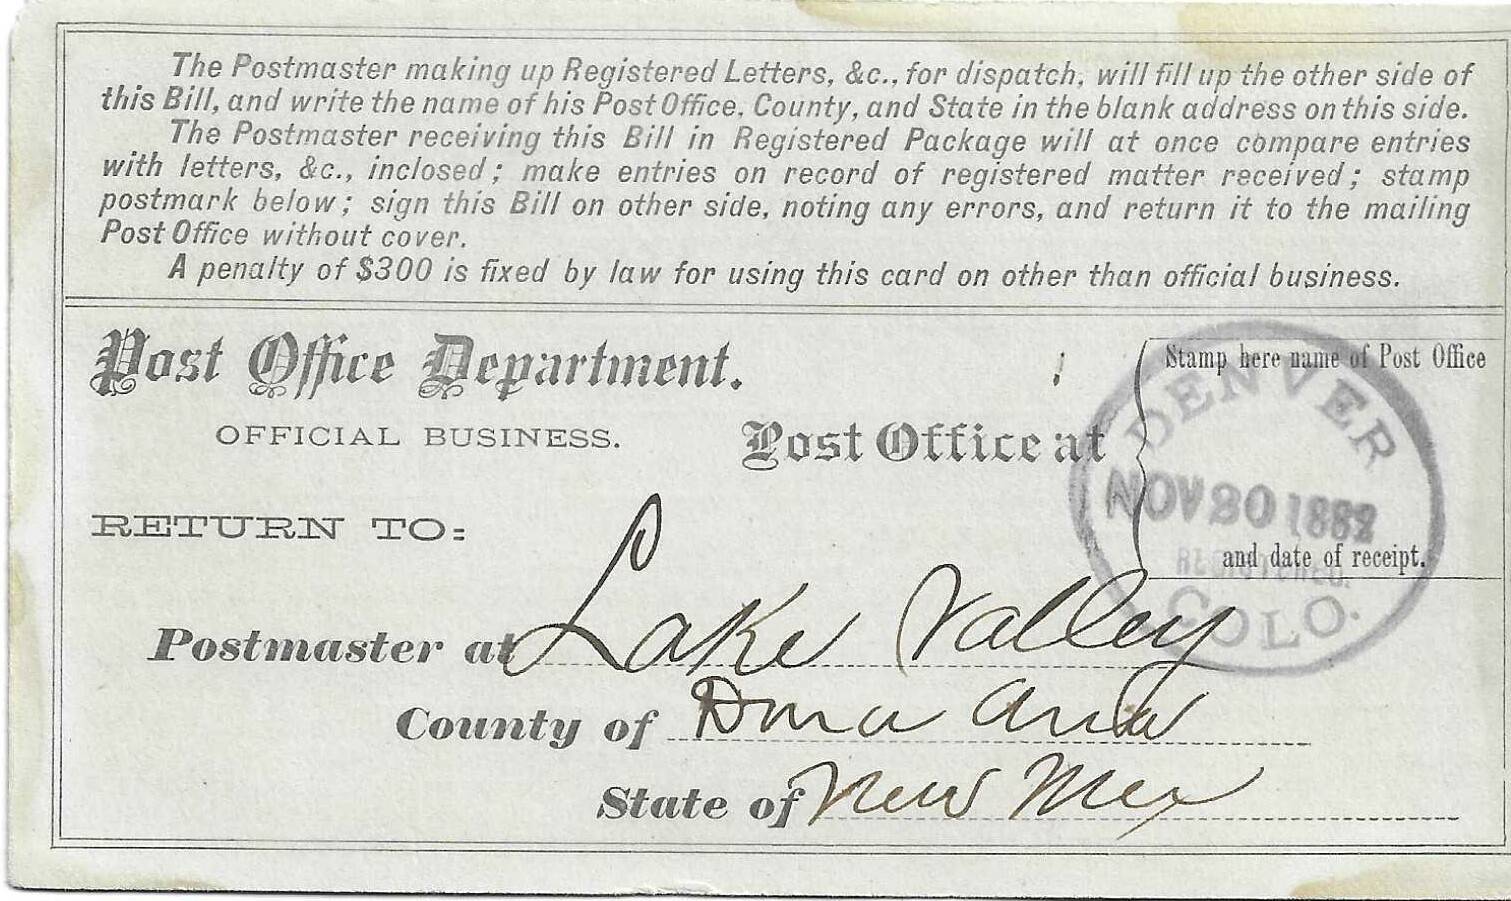 The Postmaster making up Registered Letters, &c., for dispatch, will fill up the other side of
this Bill, and write the name of his Post Office, County, and State in the blank address on this side.
The Postmaster receiving this Bill in Registered Package will at once compare entries
with letters, &c., inclosed; make entries on record of registered matter received; stamp
postmark below; sign this Bill on other side, noting any errors, and return it to the mailing
Post Office without cover.
A penalty of $300 is fixed by law for using this card on other than official business.
Post Office Department.
OFFICIAL BUSINESS.
Post Office at
Stamp here name of Post Office
and date of receipt.
DENVER
NOV 30 1882
REGISTERED.
COLO.
RETURN TO:
Postmaster at Lake Valley
County of Dona Ana
State of New Mex